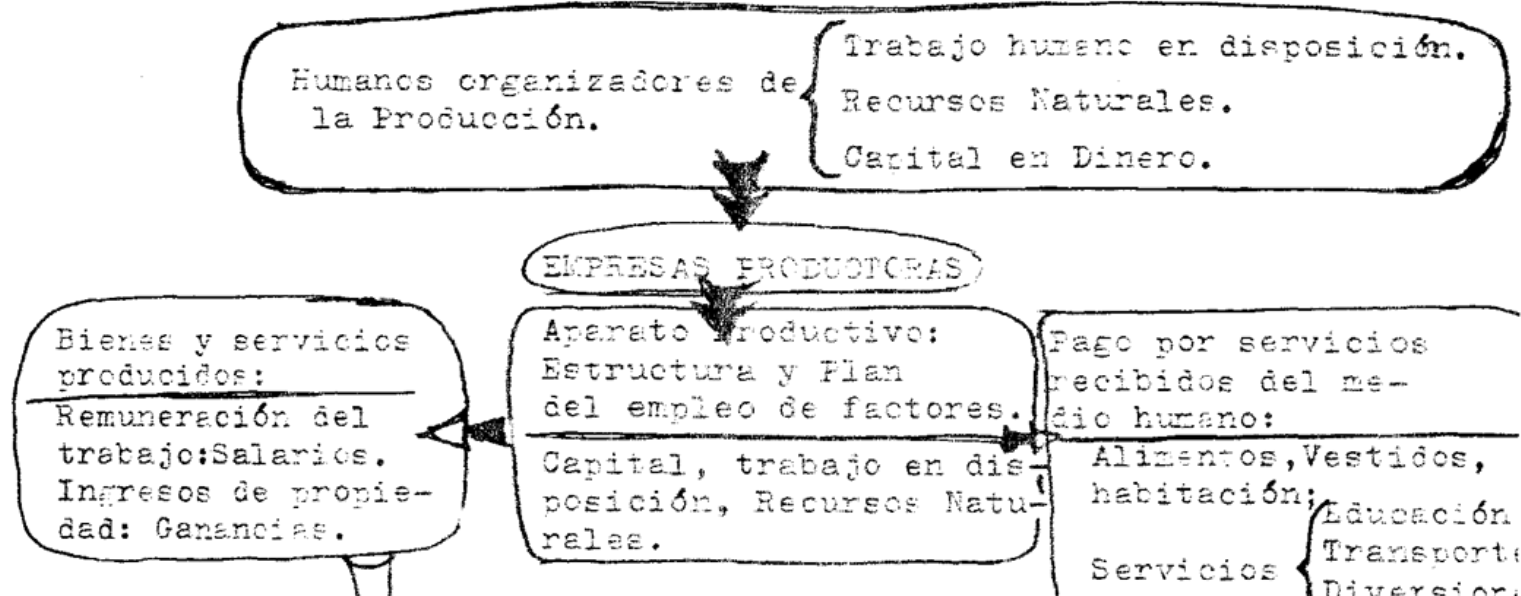 Humanos organizadores de
la Producción.
Trabajo humano en disposición.
Recursos Naturales.
Capital en Dinero.
EMPRESAS PRODUCTORAS
Bienes y servicios
producidos:
Remuneración del
trabajo:Salarios.
Ingresos de propie-
dad: Ganancias.
Aparato Productivo:
Estructura y Plan
del empleo de factores.
Capital, trabajo en dis-
posición, Recursos Natu-
rales.
Pago por servicios
recibidos del me-
dio humano:
Alimentos,Vestidos,
habitación;
Servicios
Educación
Transporte